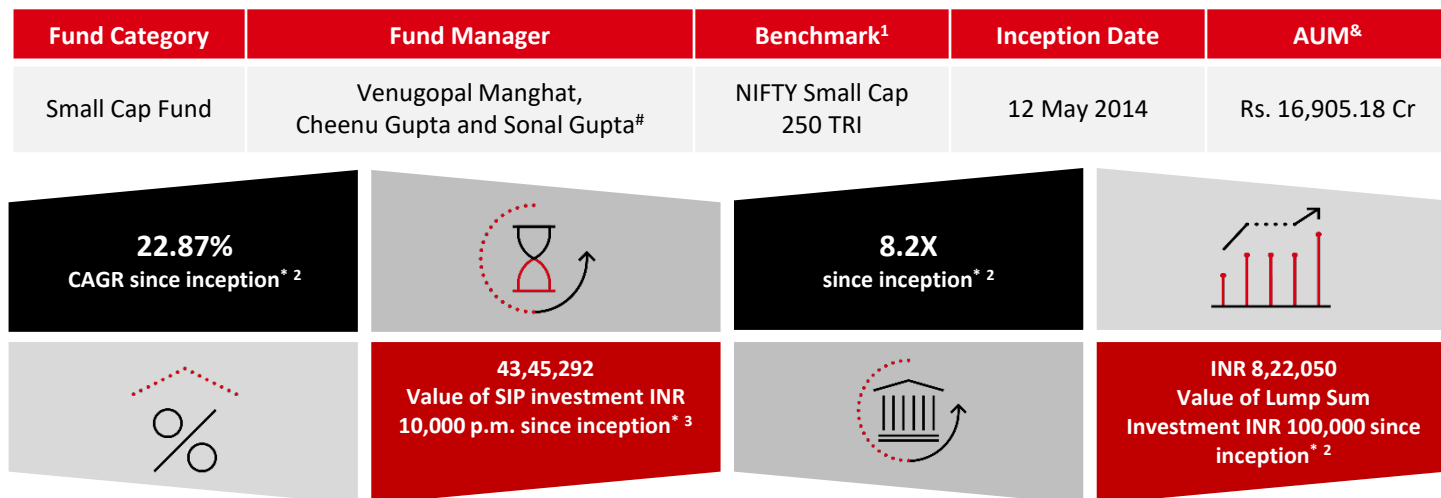 Fund Category
Fund Manager
Benchmark1
Inception Date
AUM&
Small Cap Fund
Venugopal Manghat,
Cheenu Gupta and Sonal Gupta#
NIFTY Small Cap
250 TRI
12 May 2014
Rs. 16,905.18 Cr
22.87%
CAGR since inception* 2
8.2X
since inception* 2
43,45,292
Value of SIP investment INR
10,000 p.m. since inception* 3
INR 8,22,050
Value of Lump Sum
Investment INR 100,000 since
inception* 2